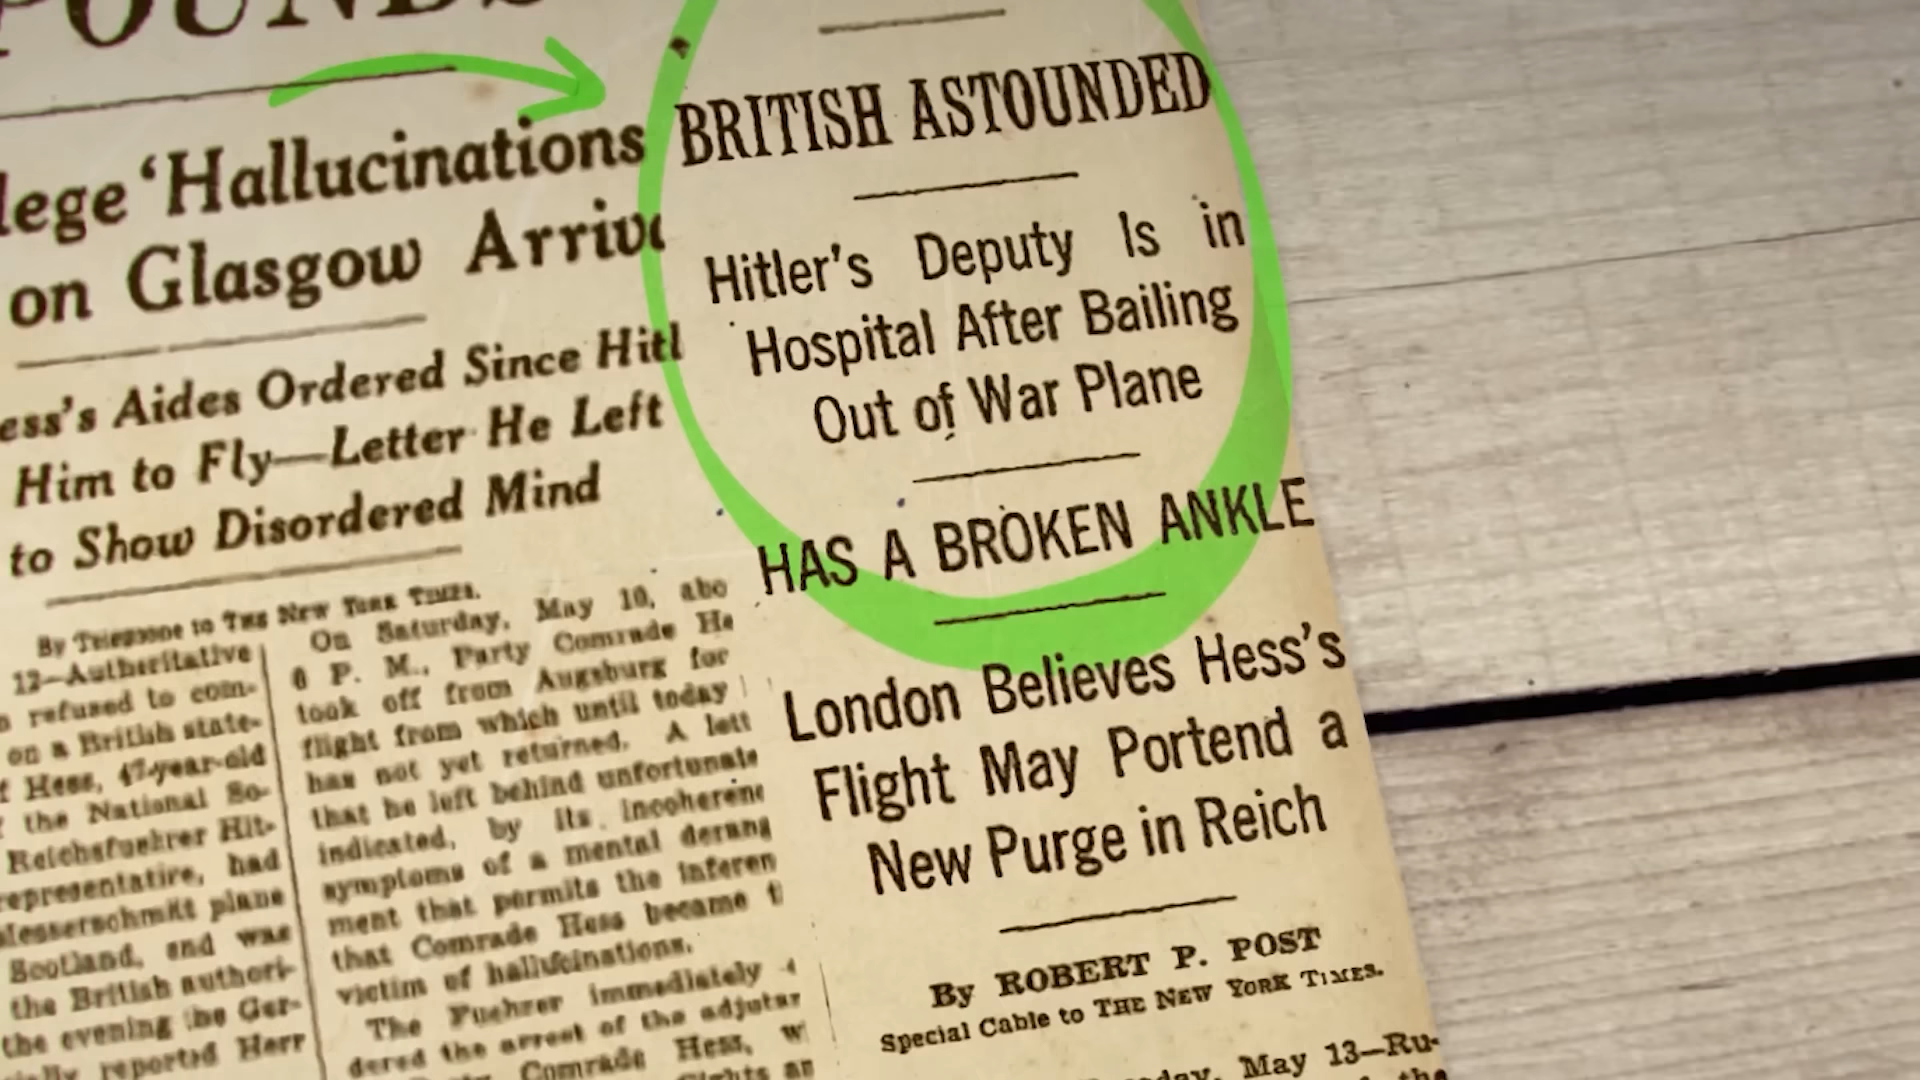 POUNDS
lege 'Hallucinations
on Glasgow Arriv
ess's Aides Ordered Since Hitl
Him to Fly—Letter He Left
to Show Disordered Mind
By Telephone to THE NEW YORK TIMES.
12—Authoritative
refused to com-
on a British state-
Hess, 47-year-old
the National So-
Reichsfuehrer Hit-
representative, had
Messerschmitt plane
Scotland, and was
the British authori-
the evening the Ger-
reported Herr
On Saturday, May 10, abo
6 P. M., Party Comrade He
took off from Augsburg for
flight from which until today
has not yet returned. A lett
that he left behind unfortunate
indicated, by its incoherenc
symptoms of a mental derang
ment that permits the inferen
that Comrade Hess became t
victim of hallucinations.
The Fuehrer immediately
dered the arrest of the adjutan
Comrade Hess, w
BRITISH ASTOUNDED
Hitler's Deputy Is in
Hospital After Bailing
Out of War Plane
HAS A BROKEN ANKLE
London Believes Hess's
Flight May Portend a
New Purge in Reich
By ROBERT P. POST
Special Cable to THE NEW YORK TIMES.
May 13—Ru-
the